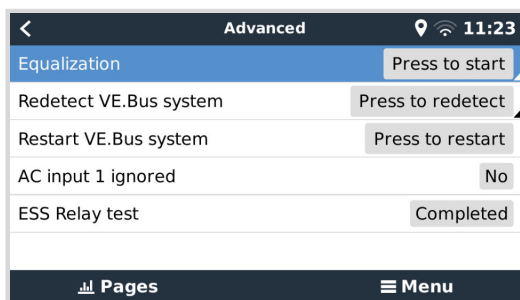 Advanced 11:23
Equalization Press to start
Redetect VE.Bus system Press to redetect
Restart VE.Bus system Press to restart
AC input 1 ignored No
ESS Relay test Completed
Pages Menu